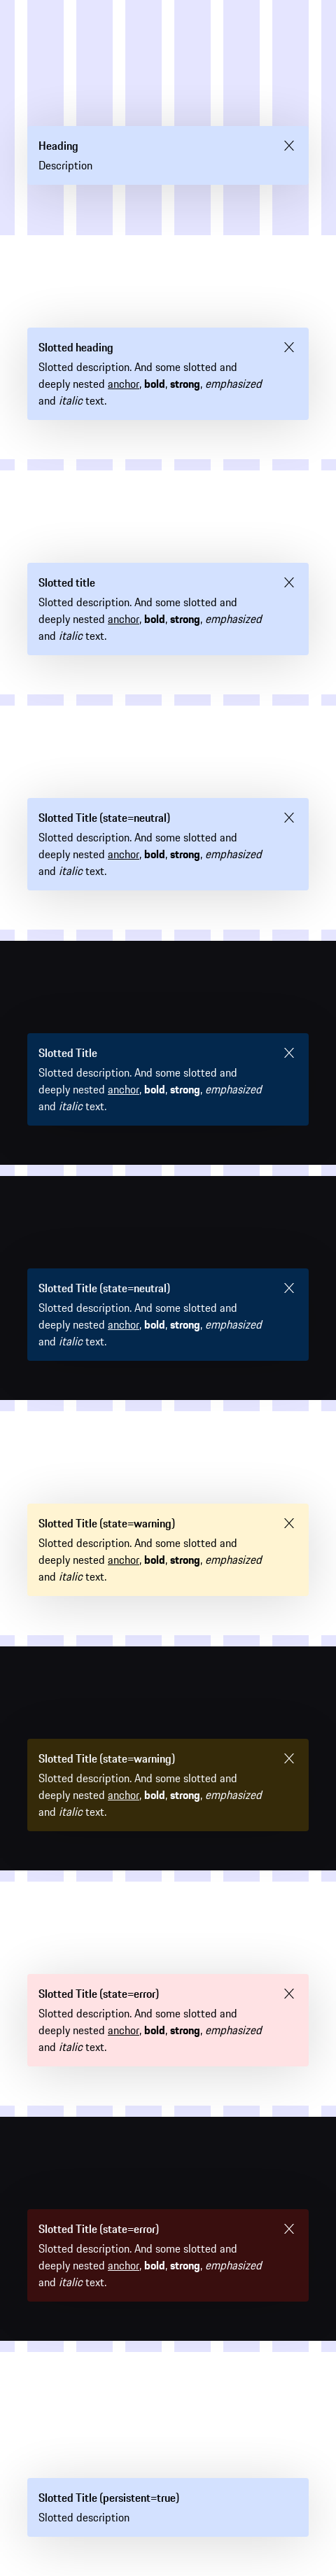 Heading
Description
Slotted heading
Slotted description. And some slotted and
deeply nested anchor, bold, strong, emphasized
and italic text.
Slotted title
Slotted description. And some slotted and
deeply nested anchor, bold, strong, emphasized
and italic text.
Slotted Title (state=neutral)
Slotted description. And some slotted and
deeply nested anchor, bold, strong, emphasized
and italic text.
Slotted Title
Slotted description. And some slotted and
deeply nested anchor, bold, strong, emphasized
and italic text.
Slotted Title (state=neutral)
Slotted description. And some slotted and
deeply nested anchor, bold, strong, emphasized
and italic text.
Slotted Title (state=warning)
Slotted description. And some slotted and
deeply nested anchor, bold, strong, emphasized
and italic text.
Slotted Title (state=warning)
Slotted description. And some slotted and
deeply nested anchor, bold, strong, emphasized
and italic text.
Slotted Title (state=error)
Slotted description. And some slotted and
deeply nested anchor, bold, strong, emphasized
and italic text.
Slotted Title (state=error)
Slotted description. And some slotted and
deeply nested anchor, bold, strong, emphasized
and italic text.
Slotted Title (persistent=true)
Slotted description